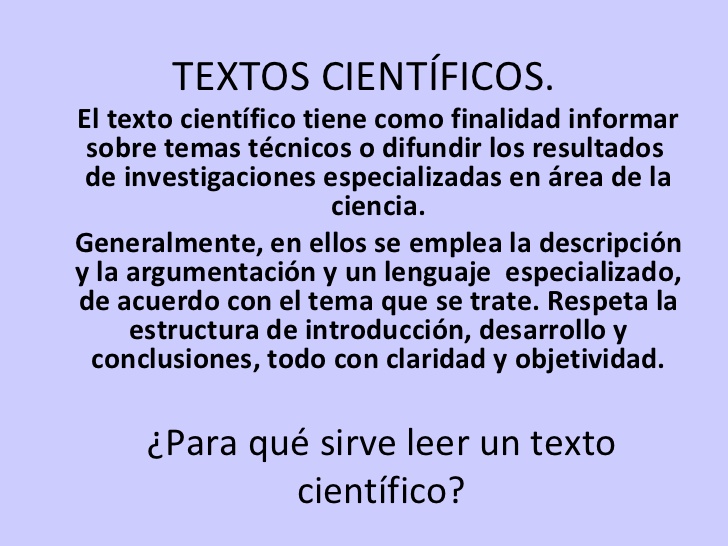 TEXTOS CIENTÍFICOS.
El texto científico tiene como finalidad informar
sobre temas técnicos o difundir los resultados
de investigaciones especializadas en área de la
ciencia.
Generalmente, en ellos se emplea la descripción
y la argumentación y un lenguaje especializado,
de acuerdo con el tema que se trate. Respeta la
estructura de introducción, desarrollo y
conclusiones, todo con claridad y objetividad.
¿Para qué sirve leer un texto
científico?